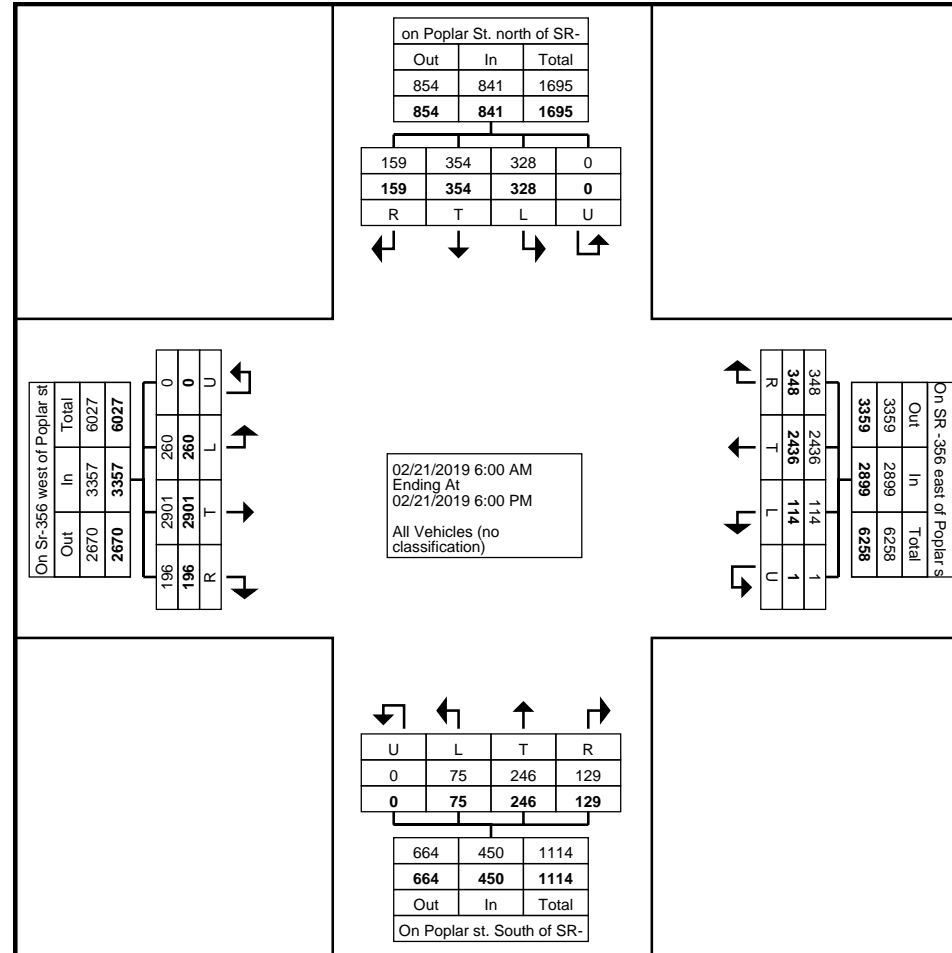 on Poplar St. north of SR-
Out In Total
854 841 1695
854 841 1695
159 354 328 0
159 354 328 0
R T L U
On Sr-356 west of Poplar st
Out In Total
2670 3357 6027
2670 3357 6027
196 2901 260 0
196 2901 260 0
R T L U
02/21/2019 6:00 AM
Ending At
02/21/2019 6:00 PM
All Vehicles (no
classification)
On SR -356 east of Poplar s
Out In Total
3359 2899 6258
3359 2899 6258
348 2436 114 1
348 2436 114 1
R T L U
U L T R
0 75 246 129
0 75 246 129
664 450 1114
664 450 1114
Out In Total
On Poplar st. South of SR-